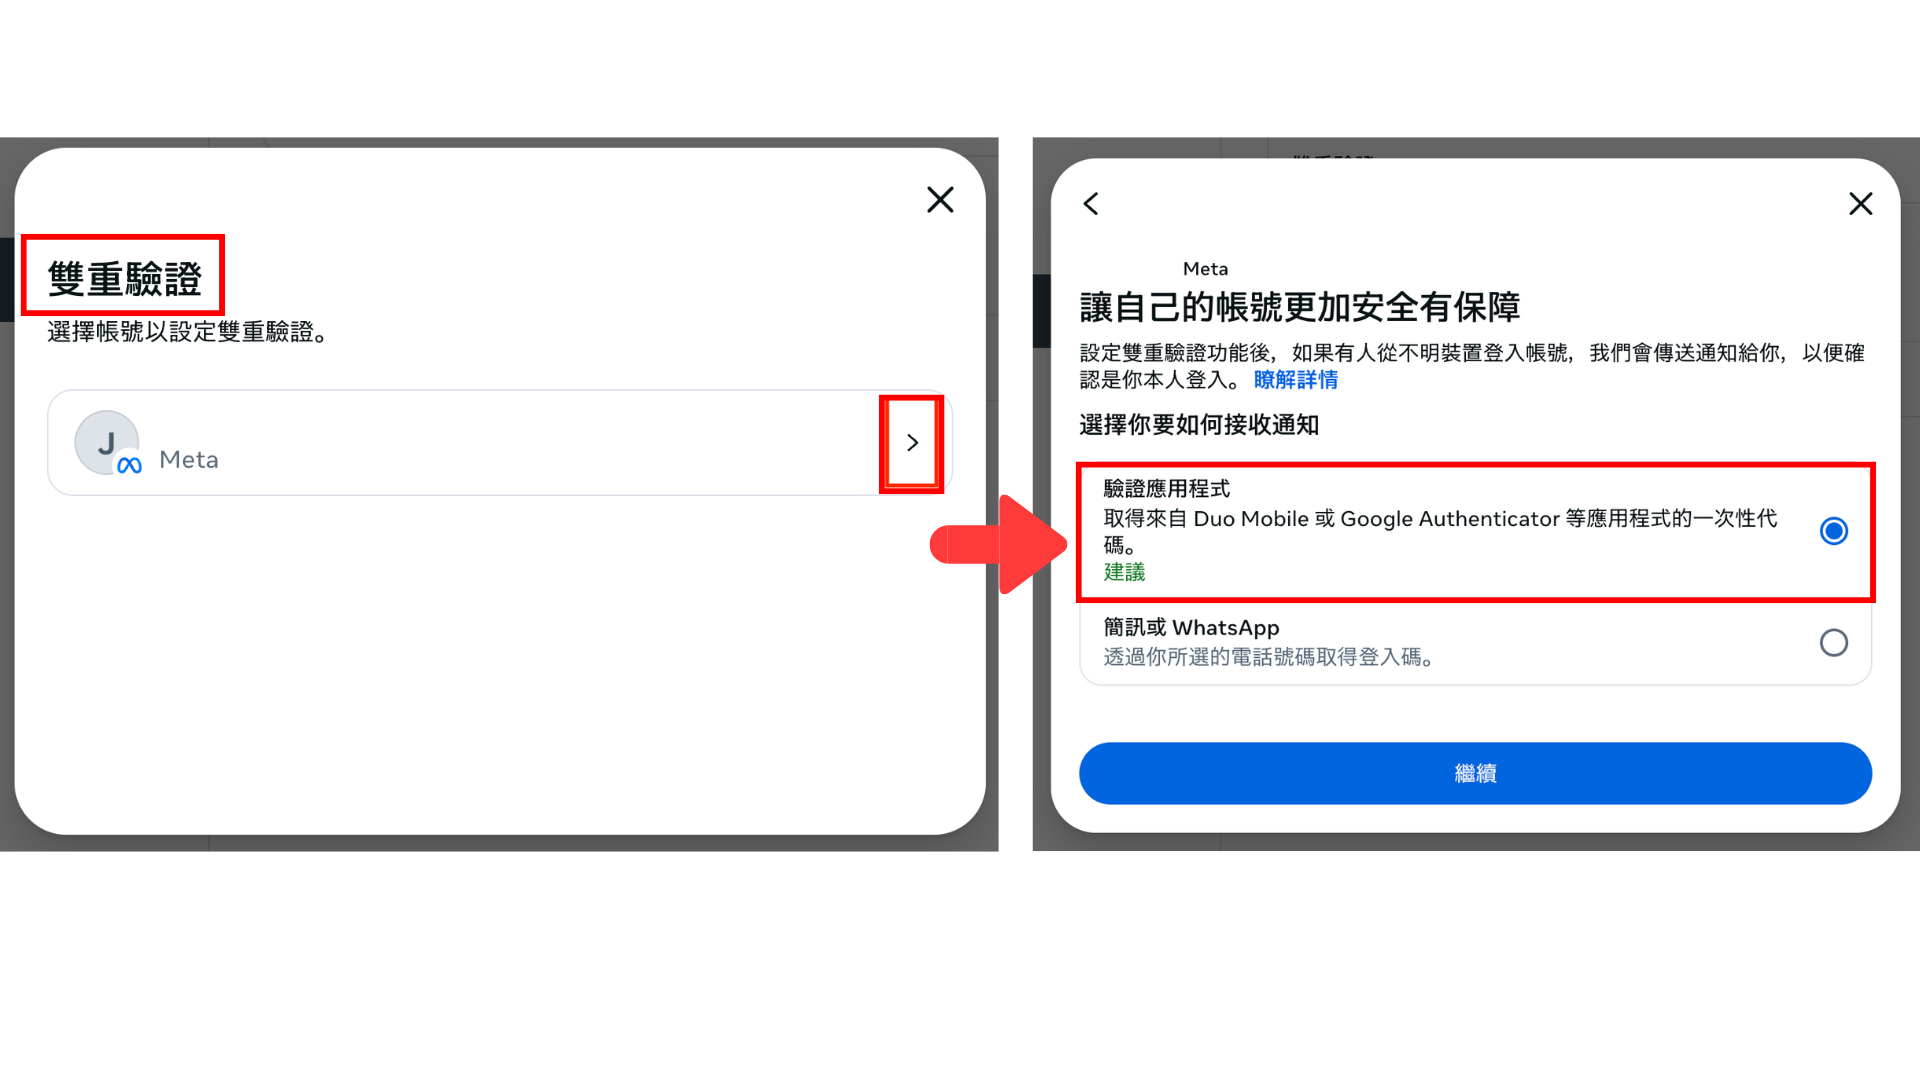 雙重驗證
選擇帳號以設定雙重驗證。
J
Meta
Meta
讓自己的帳號更加安全有保障
設定雙重驗證功能後，如果有人從不明裝置登入帳號，我們會傳送通知給你，以便確
認是你本人登入。瞭解詳情
選擇你要如何接收通知
驗證應用程式
取得來自 Duo Mobile 或 Google Authenticator 等應用程式的一次性代
碼。
建議
簡訊或 WhatsApp
透過你所選的電話號碼取得登入碼。
繼續